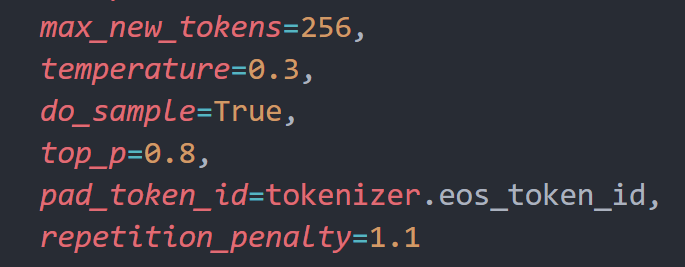 max_new_tokens=256,
temperature=0.3,
do_sample=True,
top_p=0.8,
pad_token_id=tokenizer.eos_token_id,
repetition_penalty=1.1